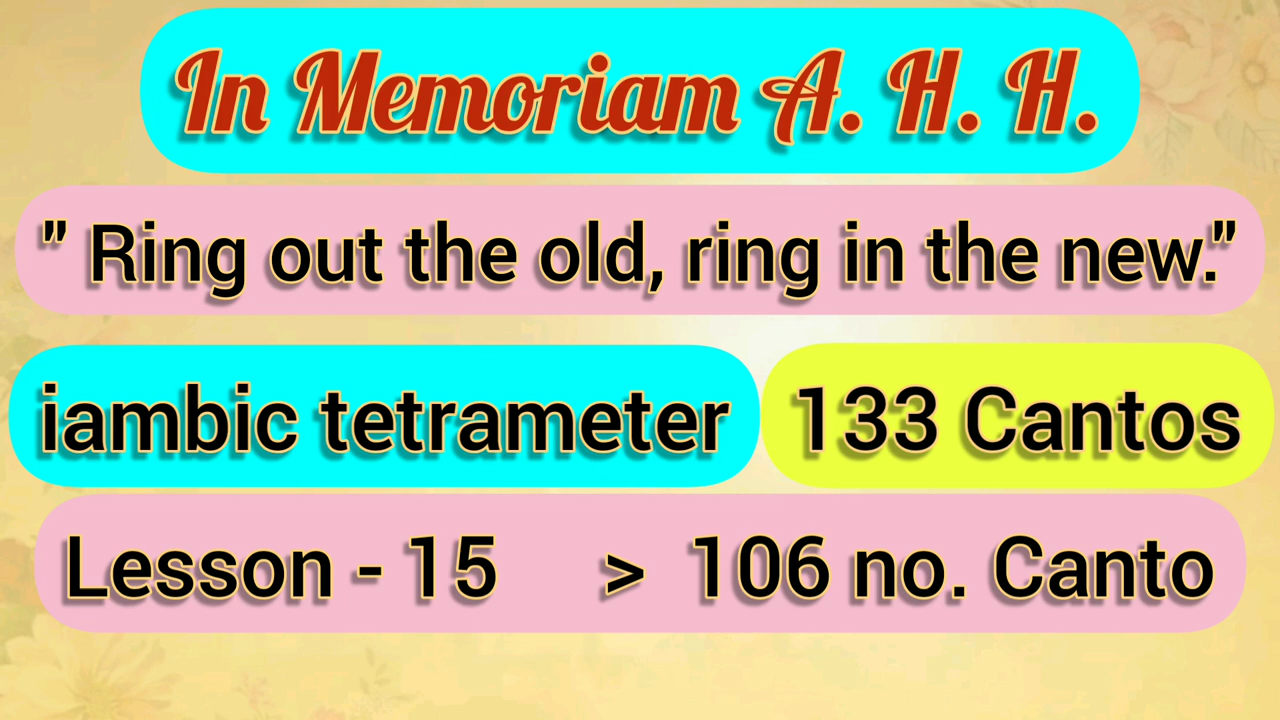 In Memoriam A. H. H.
" Ring out the old, ring in the new."
iambic tetrameter
133 Cantos
Lesson - 15 > 106 no. Canto